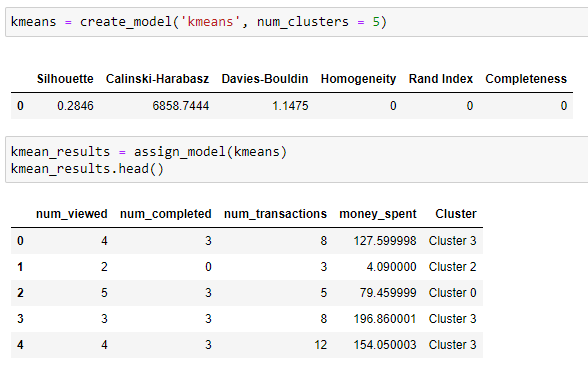 kmeans = create_model('kmeans', num_clusters = 5)
Silhouette Calinski-Harabasz Davies-Bouldin Homogeneity Rand Index Completeness
0 0.2846 6858.7444 1.1475 0 0 0
kmean_results = assign_model(kmeans)
kmean_results.head()
num_viewed num_completed num_transactions money_spent Cluster
0 4 3 8 127.599998 Cluster 3
1 2 0 3 4.090000 Cluster 2
2 5 3 5 79.459999 Cluster 0
3 3 3 8 196.860001 Cluster 3
4 4 3 12 154.050003 Cluster 3